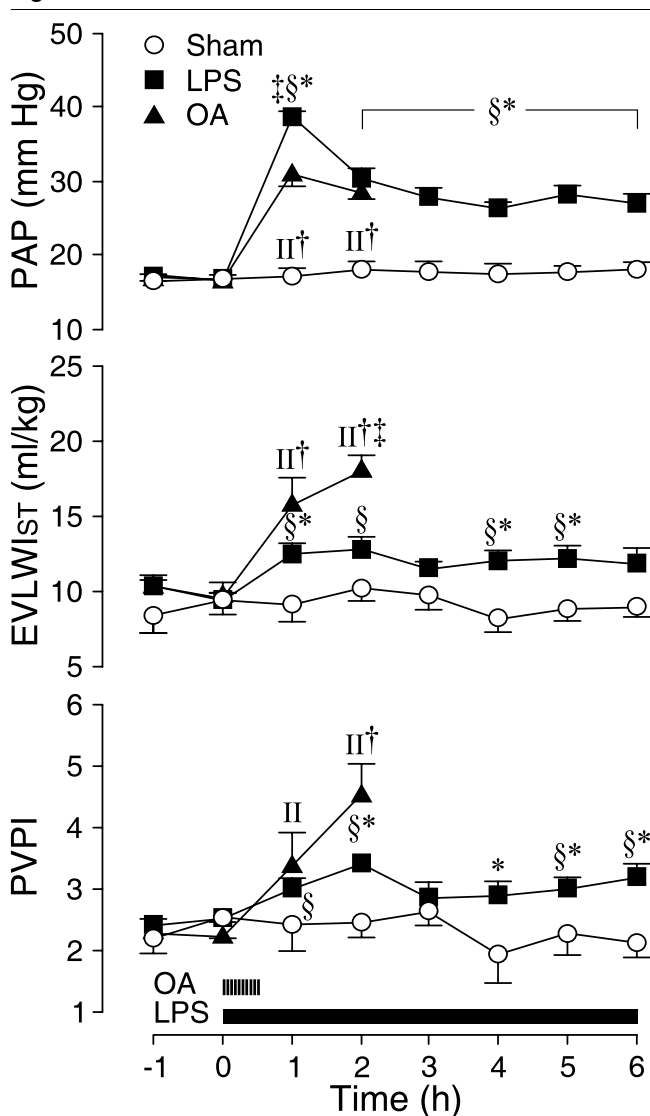 50
40
30
20
10
PAP (mm Hg)
Sham
LPS
OA
‡§*
§*
II†
II†
25
20
15
10
5
EVLWIST (ml/kg)
II†
II†‡
§*
§
§*
§*
6
5
4
3
2
1
PVPI
II
II†
§*
§
*
§*
§*
OA
LPS
-1 0 1 2 3 4 5 6
Time (h)